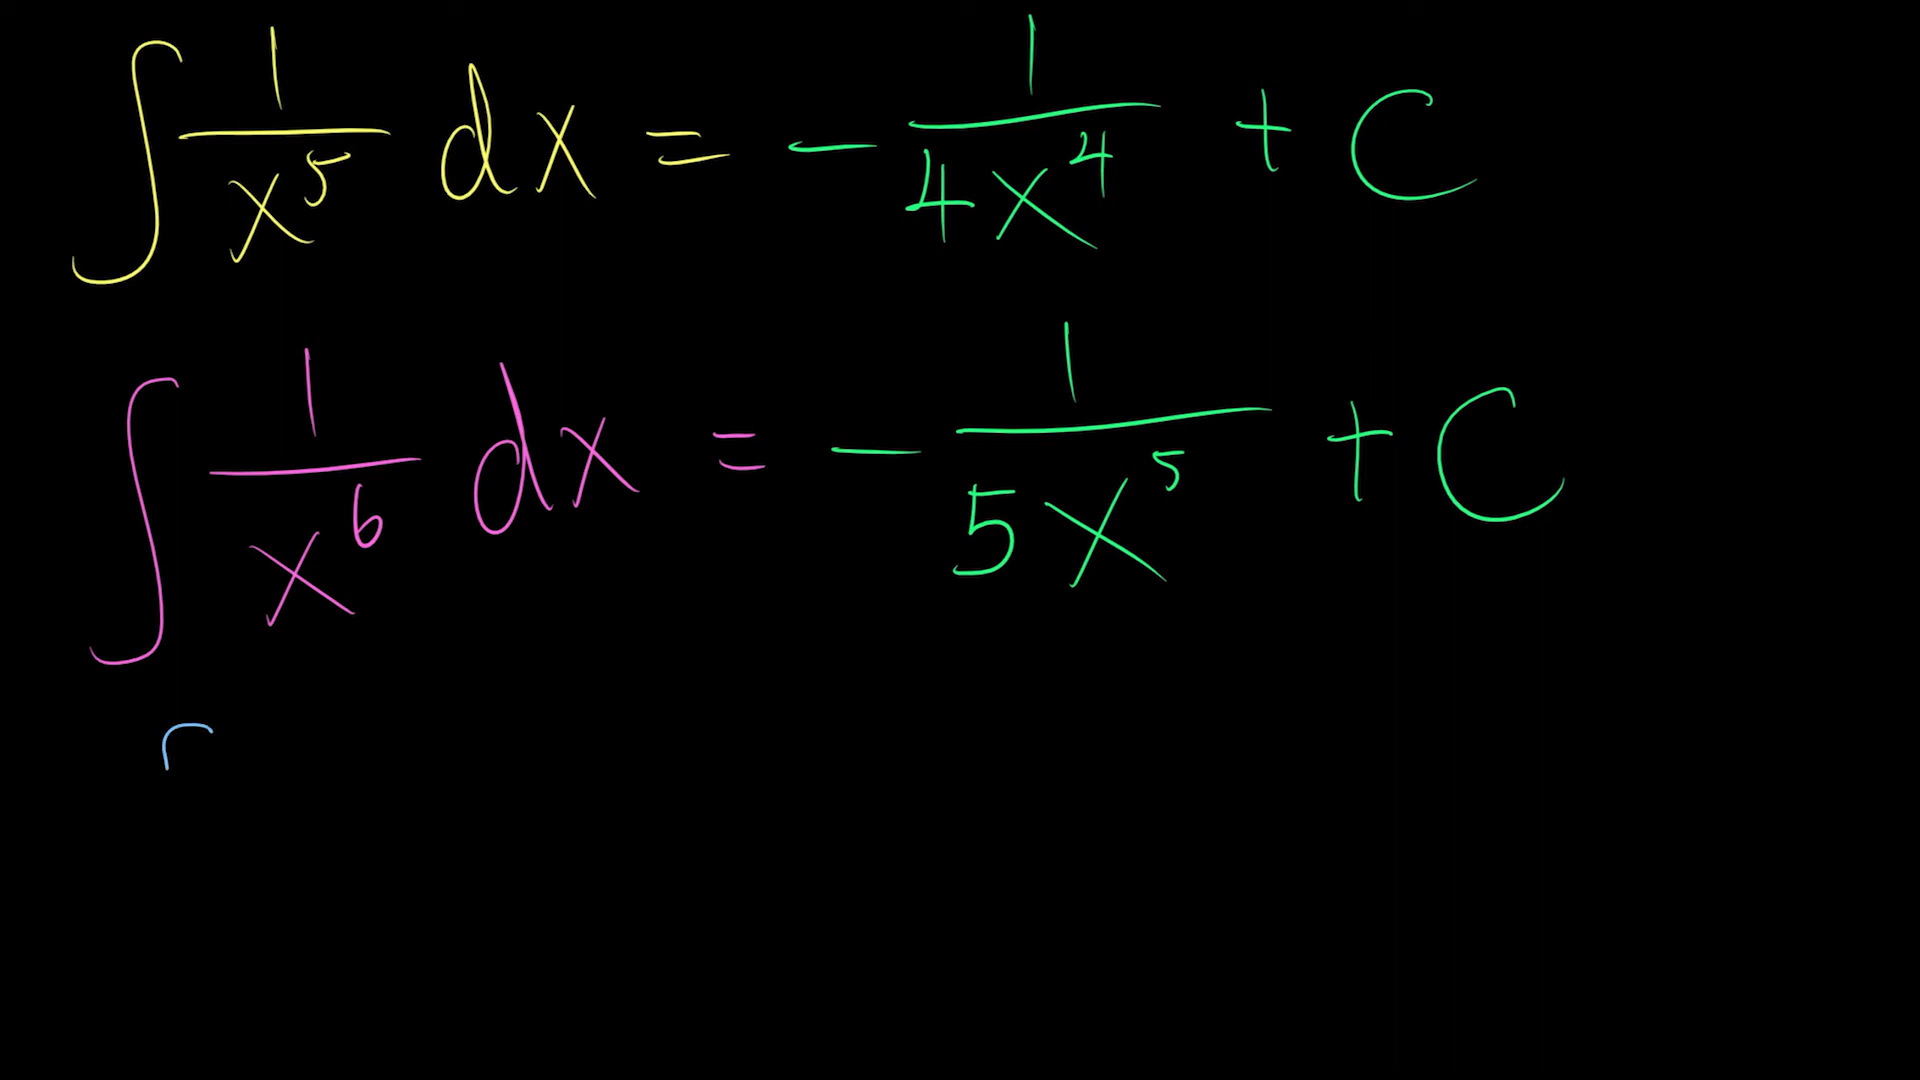 ∫ 1/x⁵ dx = - 1/4x⁴ + C
∫ 1/x⁶ dx = - 1/5x⁵ + C